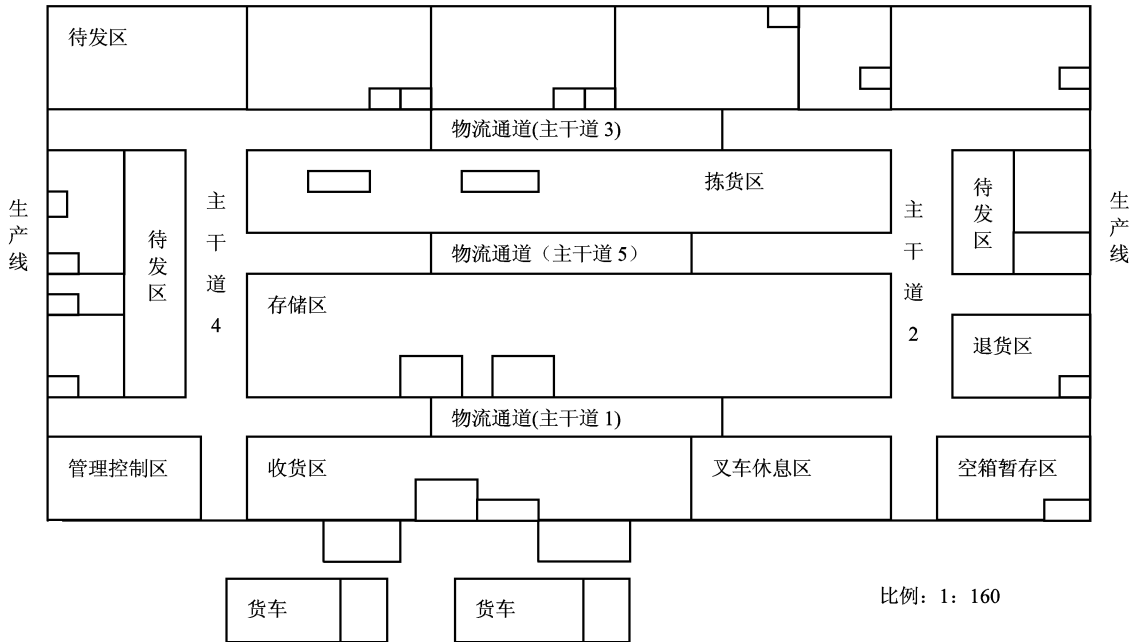 待发区
物流通道(主干道 3)
拣货区
生产线
待发区
主干道 4
物流通道（主干道 5）
主干道 2
待发区
生产线
存储区
退货区
物流通道(主干道 1)
管理控制区
收货区
叉车休息区
空箱暂存区
货车
货车
比例：1：160